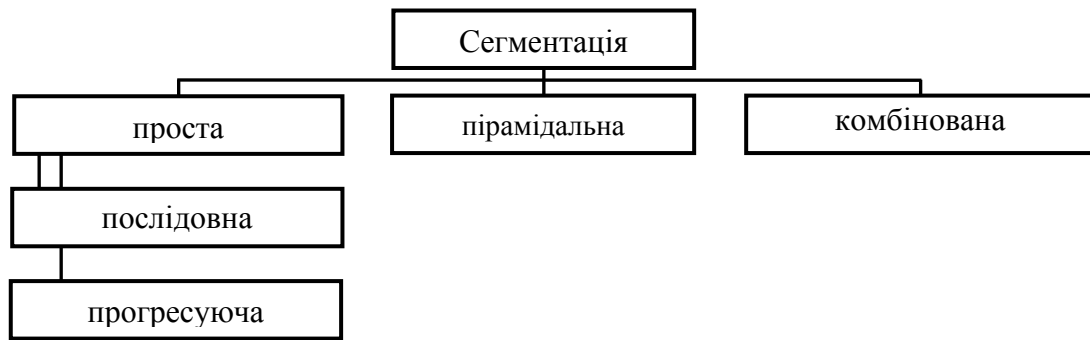 Сегментація
проста
пірамідальна
комбінована
послідовна
прогресуюча